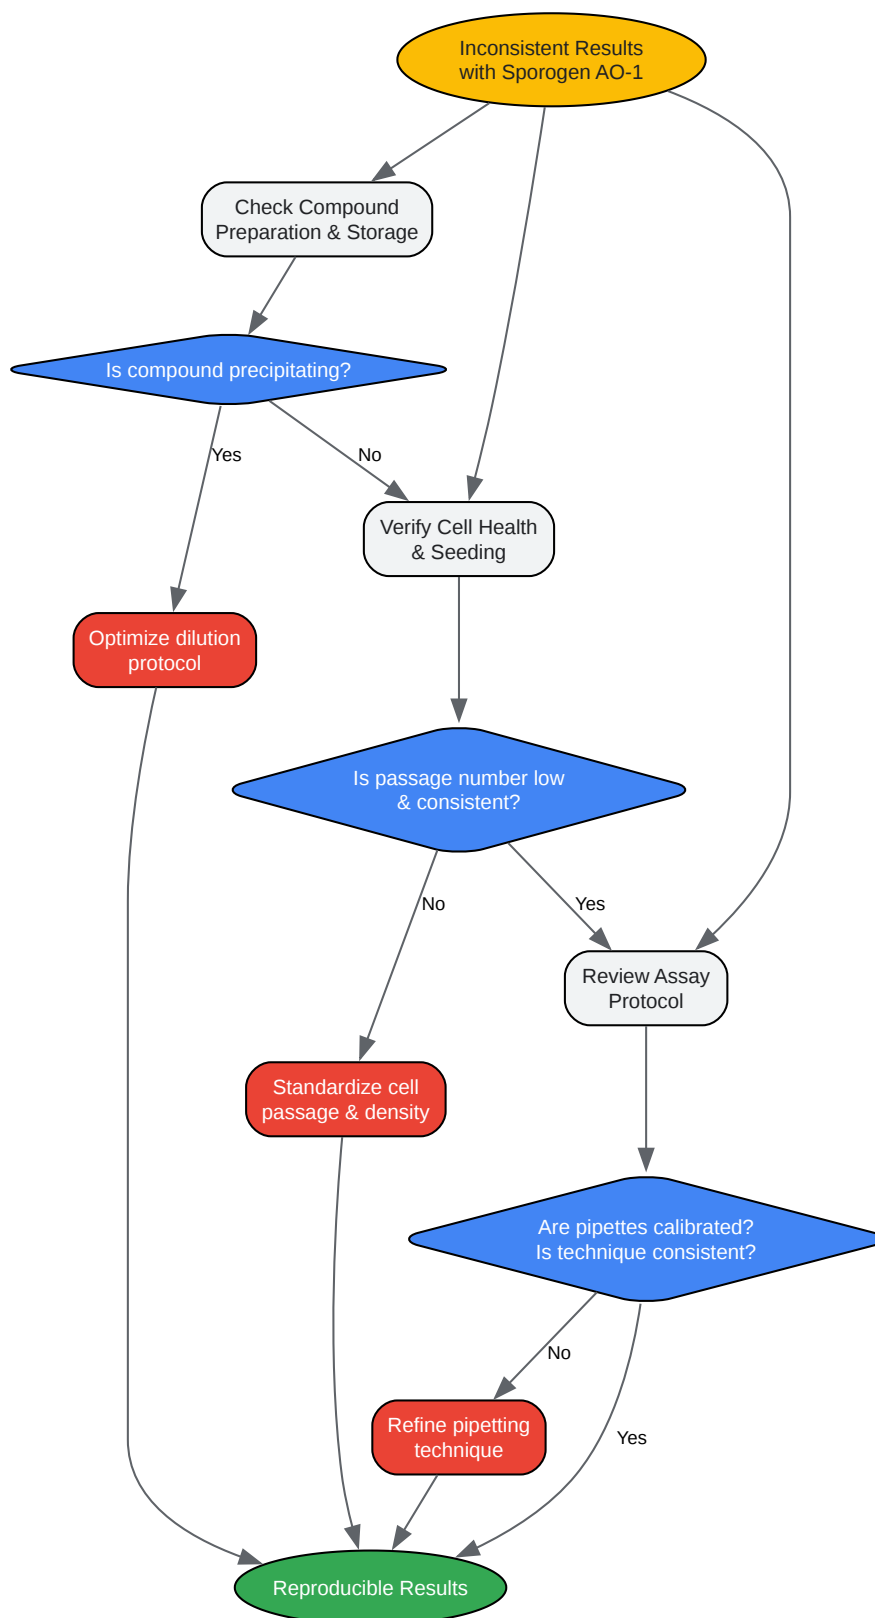 Inconsistent Results
with Sporogen AO-1
Check Compound
Preparation & Storage
Is compound precipitating?
Yes
No
Verify Cell Health
& Seeding
Optimize dilution
protocol
Is passage number low
& consistent?
No
Yes
Review Assay
Protocol
Standardize cell
passage & density
Are pipettes calibrated?
Is technique consistent?
No
Refine pipetting
technique
Yes
Reproducible Results